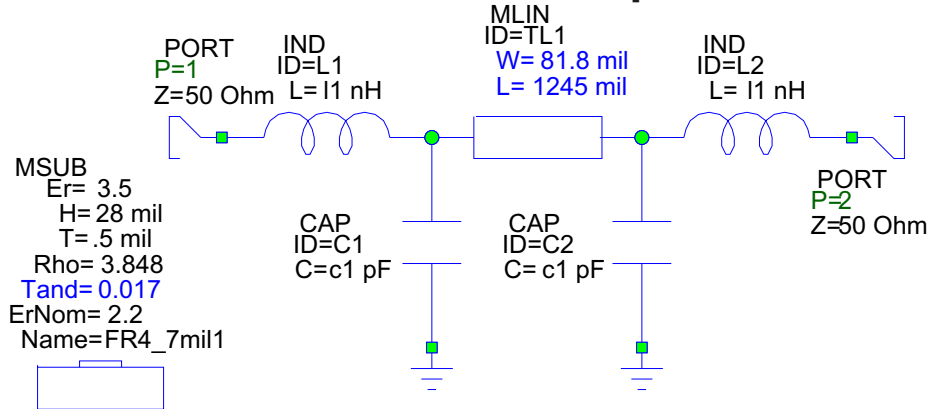 PORT
P=1
Z=50 Ohm
IND
ID=L1
L= l1 nH
MLIN
ID=TL1
W= 81.8 mil
L= 1245 mil
IND
ID=L2
L= l1 nH
PORT
P=2
Z=50 Ohm
MSUB
Er= 3.5
H= 28 mil
T= .5 mil
Rho= 3.848
Tand= 0.017
ErNom= 2.2
Name=FR4_7mil1
CAP
ID=C1
C=c1 pF
CAP
ID=C2
C= c1 pF